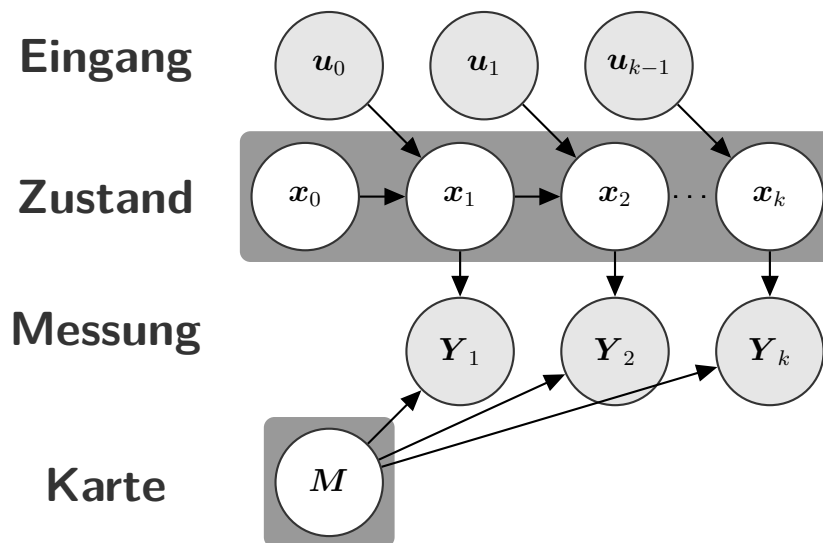 Eingang u₀ u₁ uₖ₋₁
Zustand x₀ x₁ x₂ ... xₖ
Messung Y₁ Y₂ Yₖ
Karte M